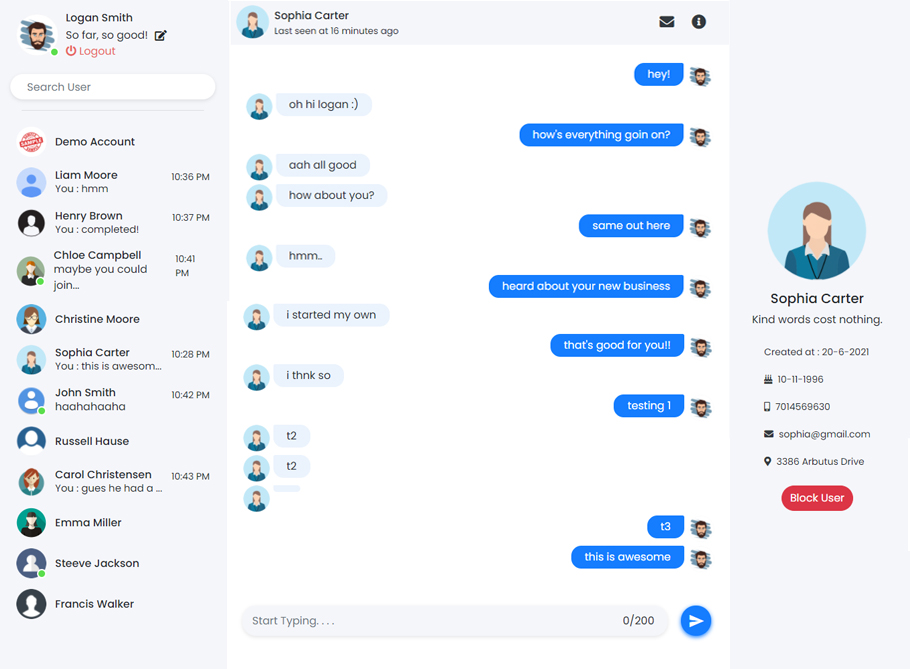 Logan Smith
So far, so good!
Logout
Search User
SAMPLE
Demo Account
Liam Moore
10:36 PM
You : hmm
Henry Brown
10:37 PM
You : completed!
Chloe Campbell
maybe you could
join...
10:41
PM
Christine Moore
Sophia Carter
10:28 PM
You : this is awesom...
John Smith
10:42 PM
haahahaaha
Russell Hause
Carol Christensen
10:43 PM
You : gues he had a ...
Emma Miller
Steeve Jackson
Francis Walker
Sophia Carter
Last seen at 16 minutes ago
hey!
oh hi logan :)
how's everything goin on?
aah all good
how about you?
same out here
hmm..
heard about your new business
i started my own
that's good for you!!
i thnk so
testing 1
t2
t2
t3
this is awesome
Start Typing. . . .
0/200
Sophia Carter
Kind words cost nothing.
Created at : 20-6-2021
10-11-1996
7014569630
sophia@gmail.com
3386 Arbutus Drive
Block User